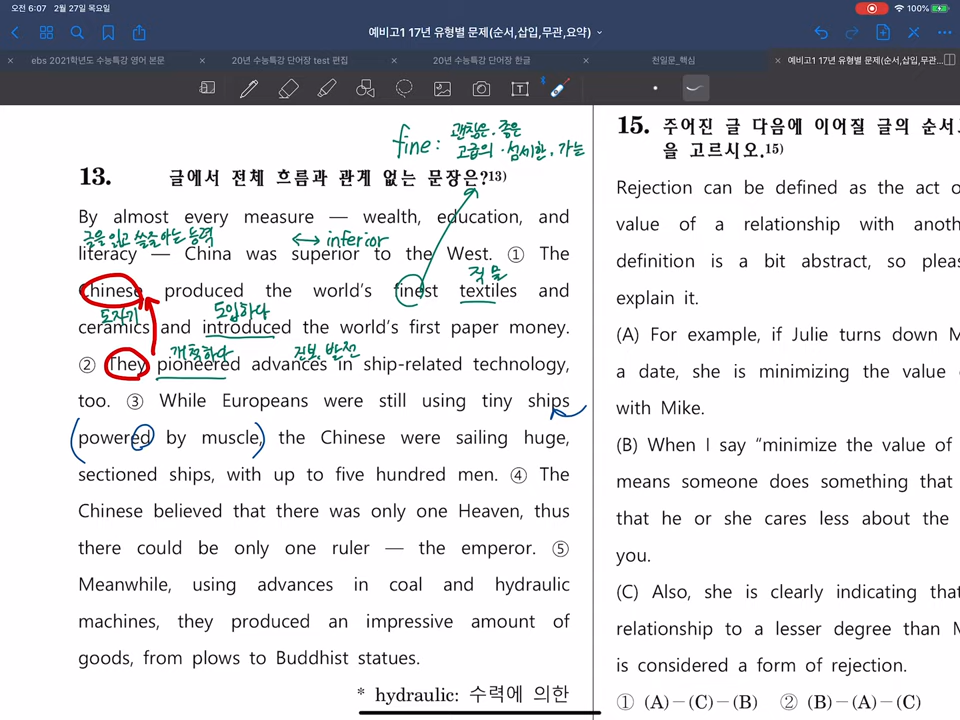 오전 6:07 2월 27일 목요일
100%
예비고1 17년 유형별 문제(순서,삽입,무관,요약)
ebs 2021학년도 수능특강 영어 본문
20년 수능특강 단어장 test 편집
20년 수능특강 단어장 한글
천일문_핵심
예비고1 17년 유형별 문제(순서,삽입,무관...
fine: 괜찮은, 좋은
고급의 · 섬세한, 가는
13. 글에서 전체 흐름과 관계 없는 문장은?13)
By almost every measure — wealth, education, and
글을 읽고 쓸줄 아는 능력 ↔ inferior
literacy — China was superior to the West. ① The
직물
Chinese produced the world's finest textiles and
도자기 도입하다
ceramics and introduced the world's first paper money.
개척하다 진보, 발전
② They pioneered advances in ship-related technology,
too. ③ While Europeans were still using tiny ships
(powered by muscle), the Chinese were sailing huge,
sectioned ships, with up to five hundred men. ④ The
Chinese believed that there was only one Heaven, thus
there could be only one ruler — the emperor. ⑤
Meanwhile, using advances in coal and hydraulic
machines, they produced an impressive amount of
goods, from plows to Buddhist statues.
* hydraulic: 수력에 의한
15. 주어진 글 다음에 이어질 글의 순서
을 고르시오.15)
Rejection can be defined as the act o
value of a relationship with anoth
definition is a bit abstract, so pleas
explain it.
(A) For example, if Julie turns down M
a date, she is minimizing the value
with Mike.
(B) When I say “minimize the value of
means someone does something that
that he or she cares less about the
you.
(C) Also, she is clearly indicating that
relationship to a lesser degree than M
is considered a form of rejection.
① (A)－(C)－(B) ② (B)－(A)－(C)